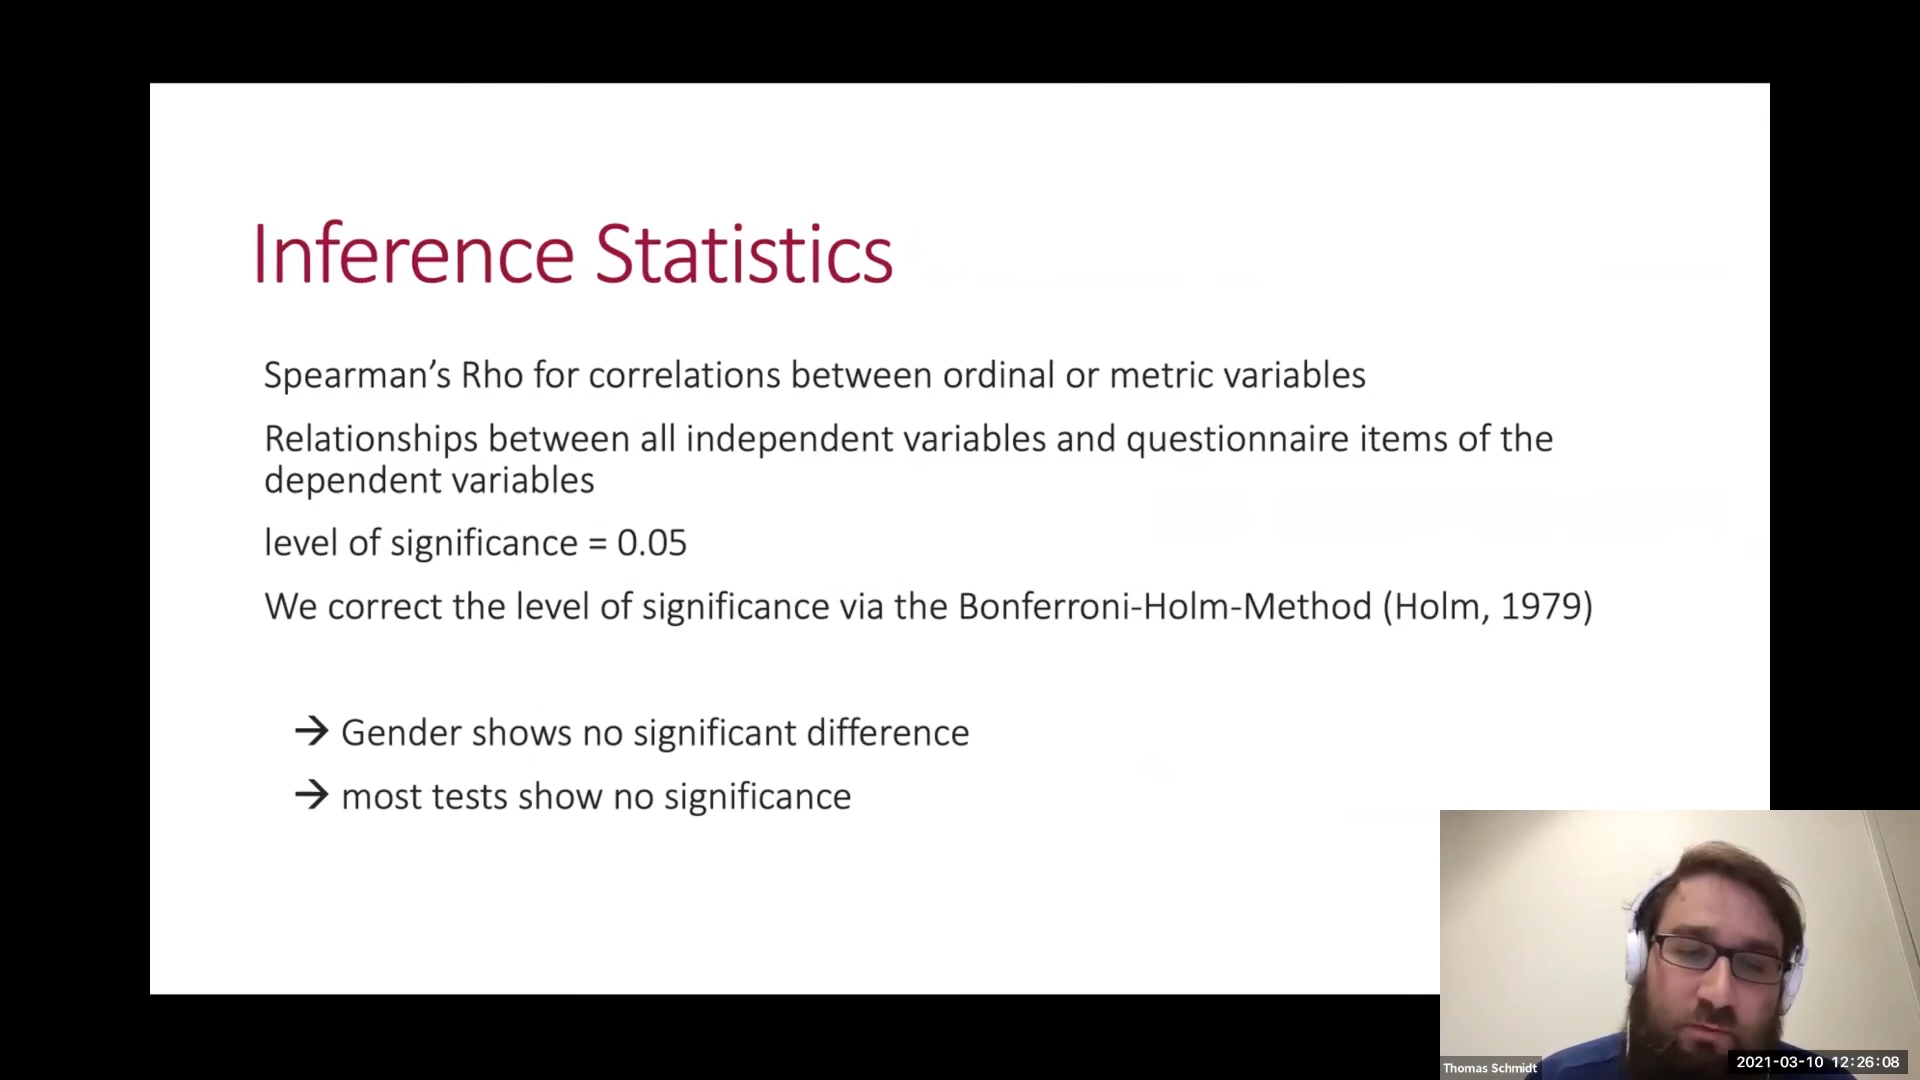 Inference Statistics
Spearman’s Rho for correlations between ordinal or metric variables
Relationships between all independent variables and questionnaire items of the
dependent variables
level of significance = 0.05
We correct the level of significance via the Bonferroni-Holm-Method (Holm, 1979)
→ Gender shows no significant difference
→ most tests show no significance
Thomas Schmidt
2021-03-10 12:26:08